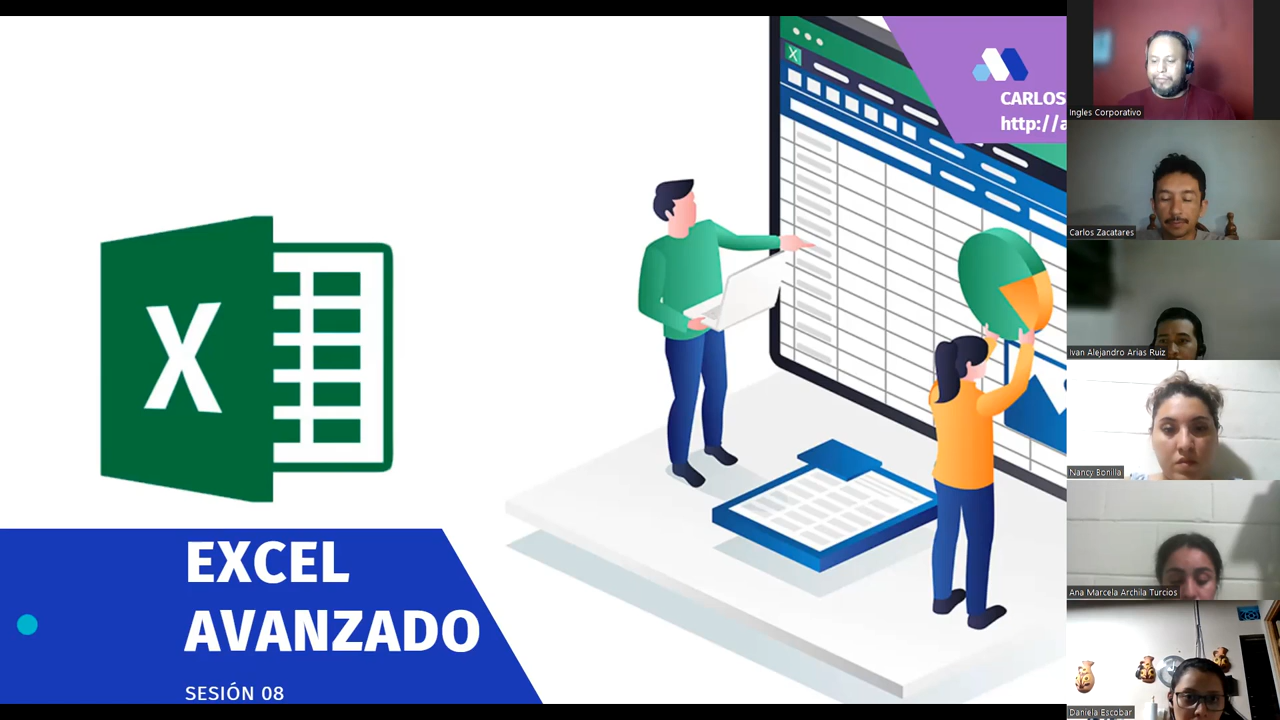 X
EXCEL
AVANZADO
SESIÓN 08
X
CARLOS
http://a
Ingles Corporativo
Carlos Zacatares
Ivan Alejandro Arias Ruiz
Nancy Bonilla
Ana Marcela Archila Turcios
Daniela Escobar